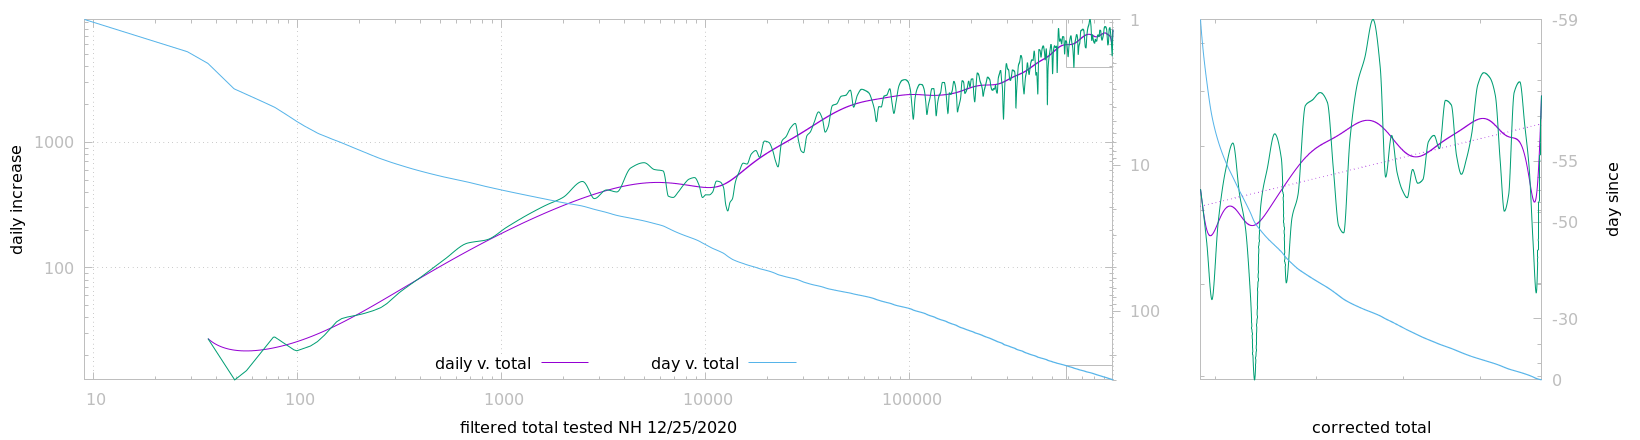 1
-59
1000
10
-55
daily increase
day since
-50
100
100
-30
daily v. total
day v. total
0
10
100
1000
10000
100000
filtered total tested NH 12/25/2020
corrected total